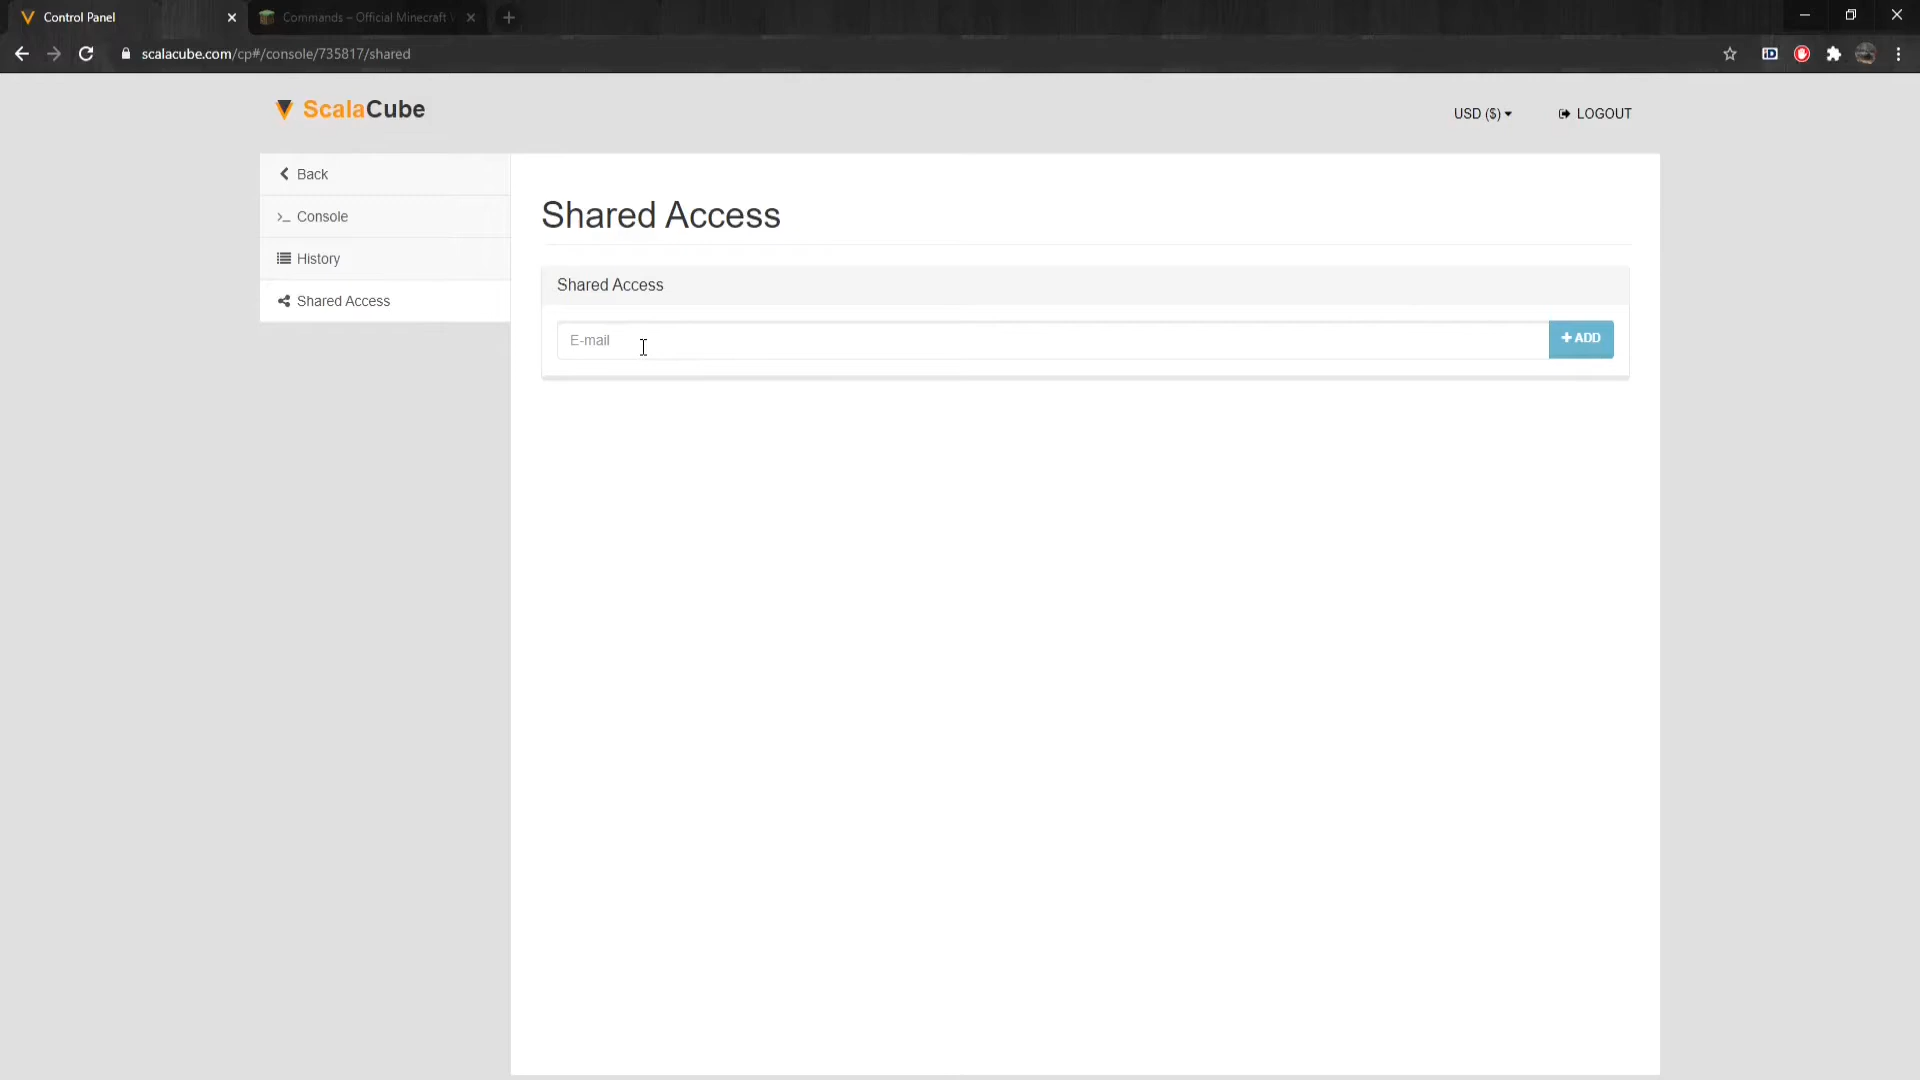 Control Panel
Commands – Official Minecraft
scalacube.com/cp#/console/735817/shared
ScalaCube
USD ($)
LOGOUT
Back
Console
History
Shared Access
Shared Access
Shared Access
E-mail
+ ADD